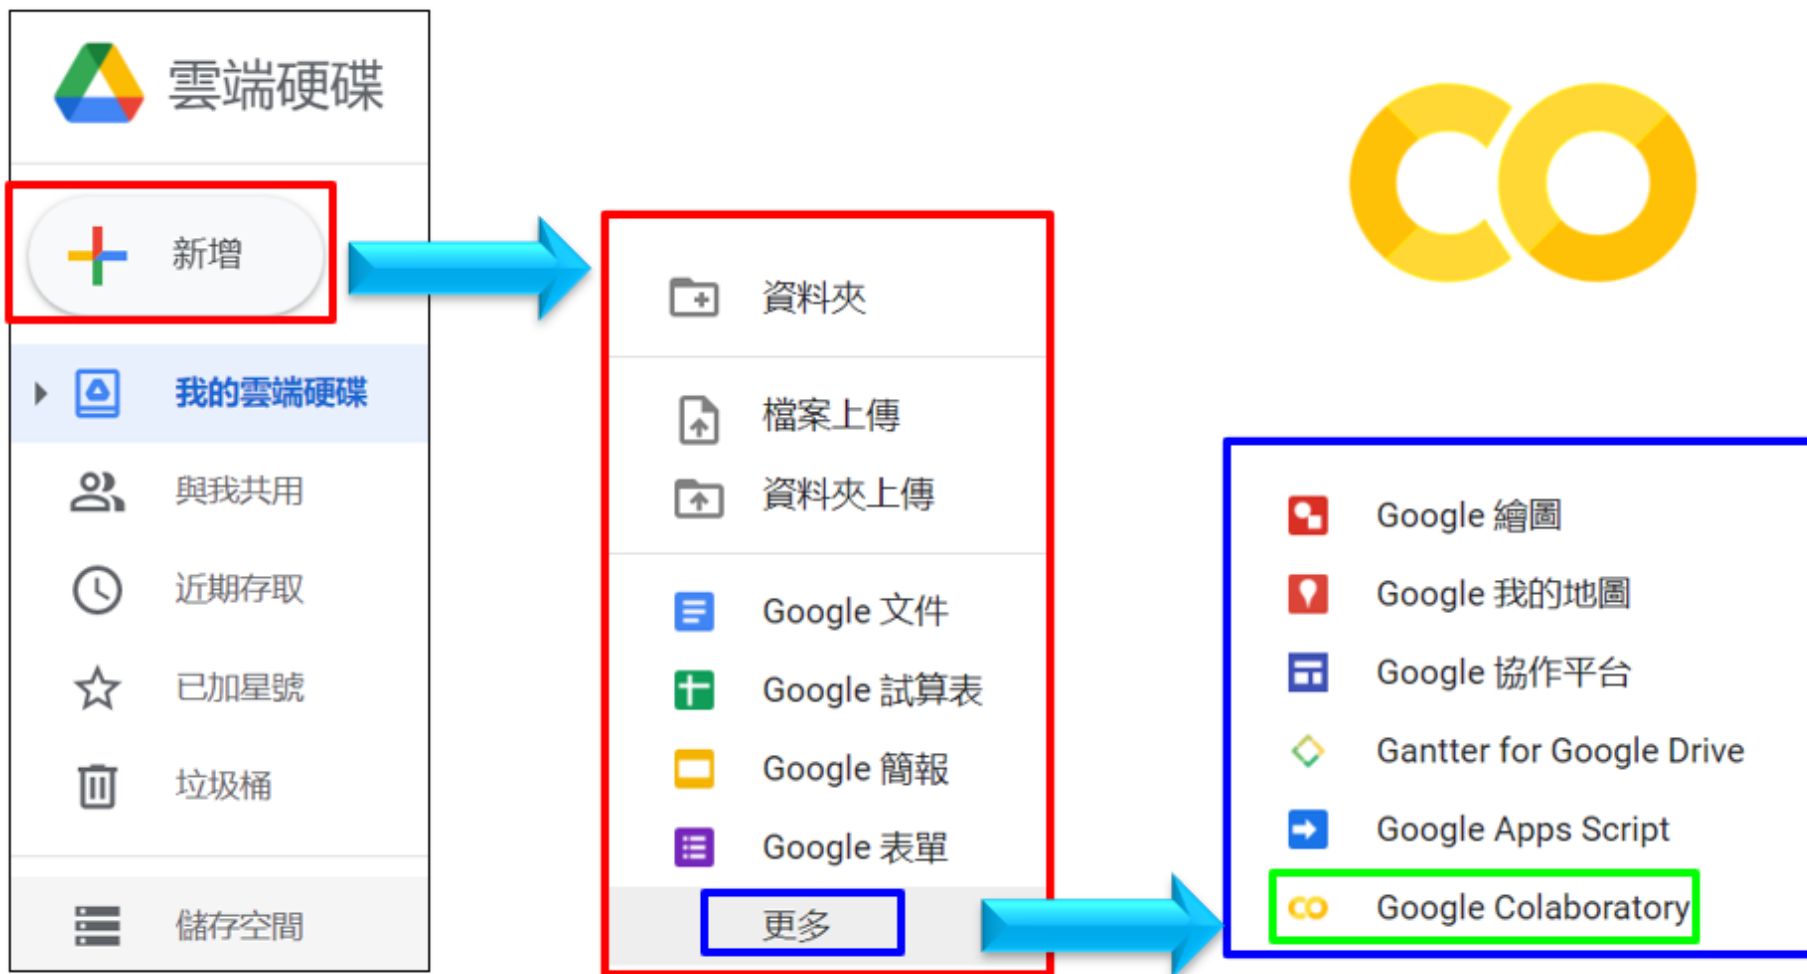 雲端硬碟
新增
我的雲端硬碟
與我共用
近期存取
已加星號
垃圾桶
儲存空間
資料夾
檔案上傳
資料夾上傳
Google 文件
Google 試算表
Google 簡報
Google 表單
更多
CO
Google 繪圖
Google 我的地圖
Google 協作平台
Gantter for Google Drive
Google Apps Script
Google Colaboratory